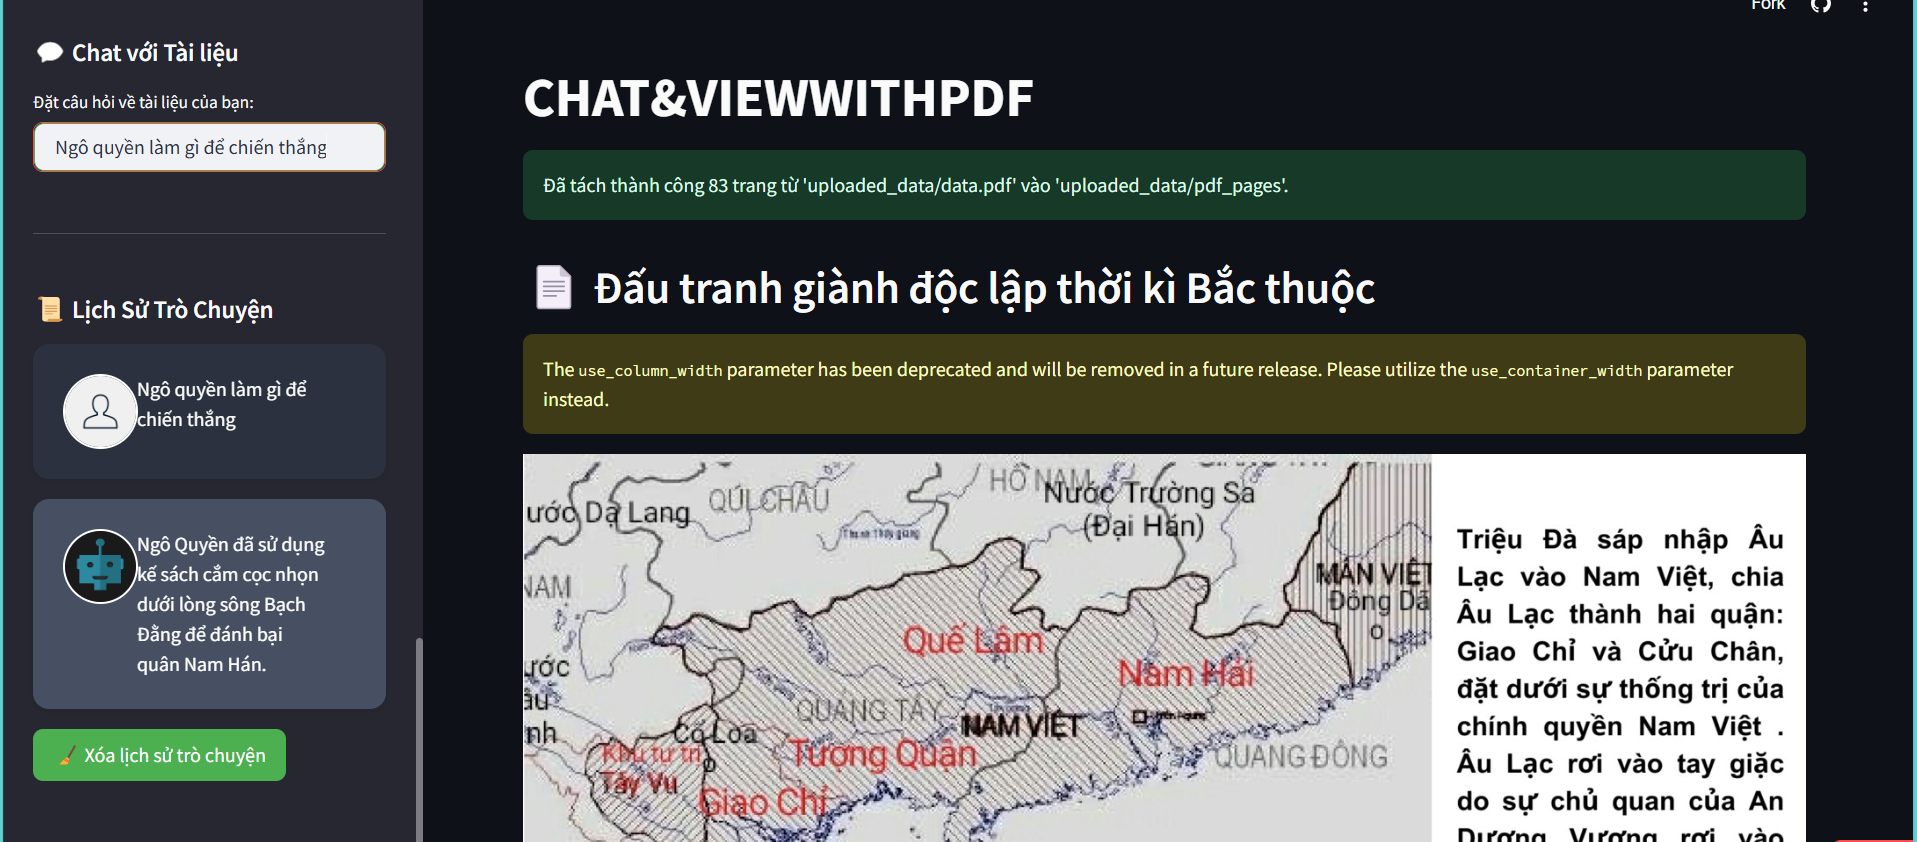 Fork
💬 Chat với Tài liệu
Đặt câu hỏi về tài liệu của bạn:
Ngô quyền làm gì để chiến thắng
📜 Lịch Sử Trò Chuyện
Ngô quyền làm gì để
chiến thắng
Ngô Quyền đã sử dụng
kế sách cắm cọc nhọn
dưới lòng sông Bạch
Đằng để đánh bại
quân Nam Hán.
🧹 Xóa lịch sử trò chuyện
CHAT&VIEWWITHPDF
Đã tách thành công 83 trang từ 'uploaded_data/data.pdf' vào 'uploaded_data/pdf_pages'.
📄 Đấu tranh giành độc lập thời kì Bắc thuộc
The use_column_width parameter has been deprecated and will be removed in a future release. Please utilize the use_container_width parameter
instead.
HỒ NAM
Nước Trường Sa
(Đại Hán)
QÚI CHÂU
ước Dạ Lang
NAM
MÂN VIỆT
Đông Dã
Quế Lâm
Nam Hải
ước
âu
nh
QUẢNG TÂY
NAM VIỆT
Cổ Loa
Khu tự trị
Tây Vu
Tượng Quận
QUẢNG ĐÔNG
Giao Chỉ
Triệu Đà sáp nhập Âu
Lạc vào Nam Việt, chia
Âu Lạc thành hai quận:
Giao Chỉ và Cửu Chân,
đặt dưới sự thống trị của
chính quyền Nam Việt .
Âu Lạc rơi vào tay giặc
do sự chủ quan của An
Dương Vương rơi vào